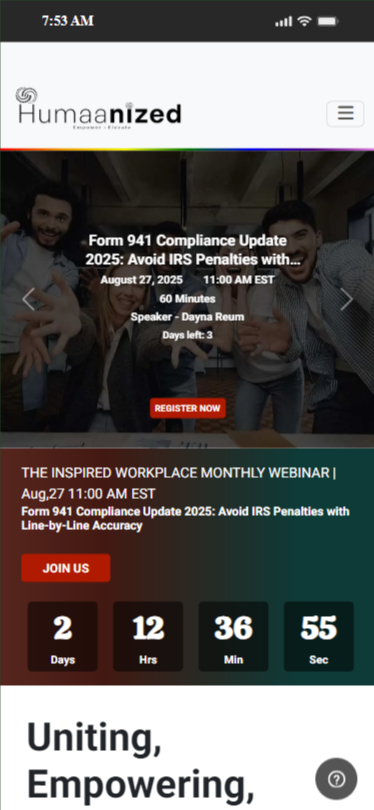 7:53 AM
Humaanized
Empower - Elevate
Form 941 Compliance Update
2025: Avoid IRS Penalties with...
August 27, 2025 11:00 AM EST
60 Minutes
Speaker - Dayna Reum
Days left: 3
REGISTER NOW
THE INSPIRED WORKPLACE MONTHLY WEBINAR |
Aug,27 11:00 AM EST
Form 941 Compliance Update 2025: Avoid IRS Penalties with
Line-by-Line Accuracy
JOIN US
2 12 36 55
Days Hrs Min Sec
Uniting,
Empowering,